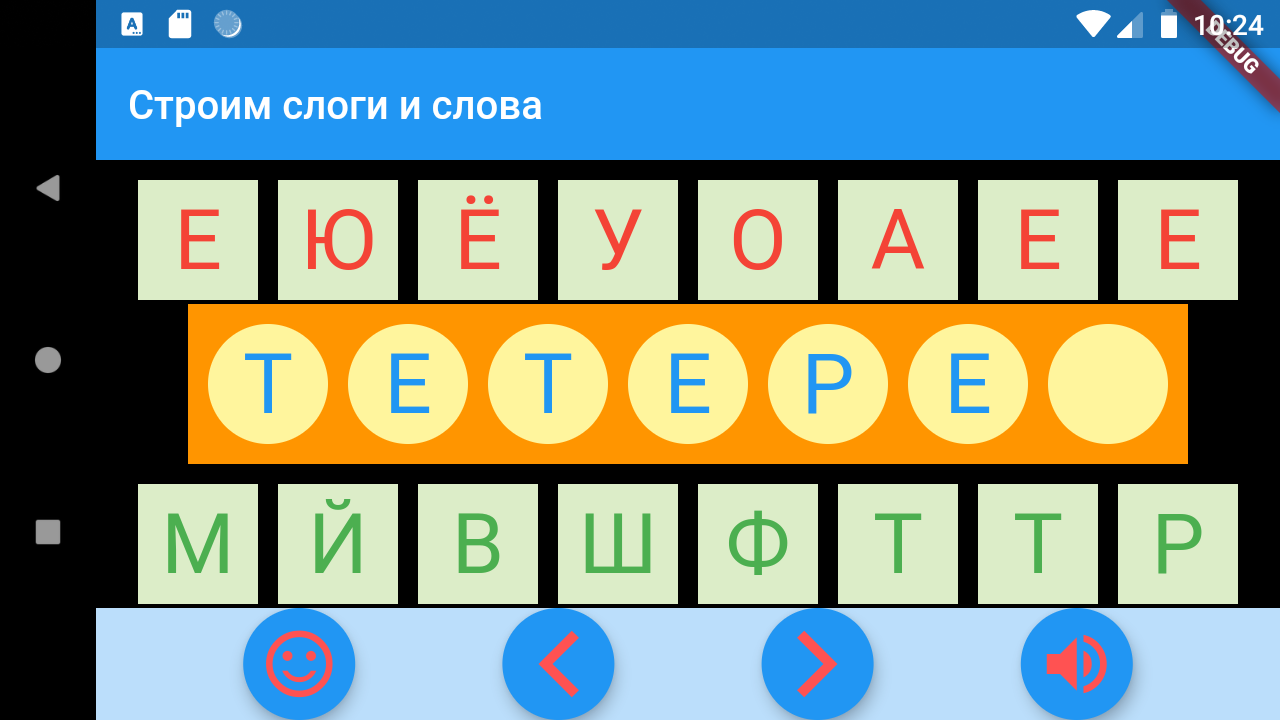 10:24
DEBUG
Строим слоги и слова
Е Ю Ё У О А Е Е
Т Е Т Е Р Е
М Й В Ш Ф Т Т Р